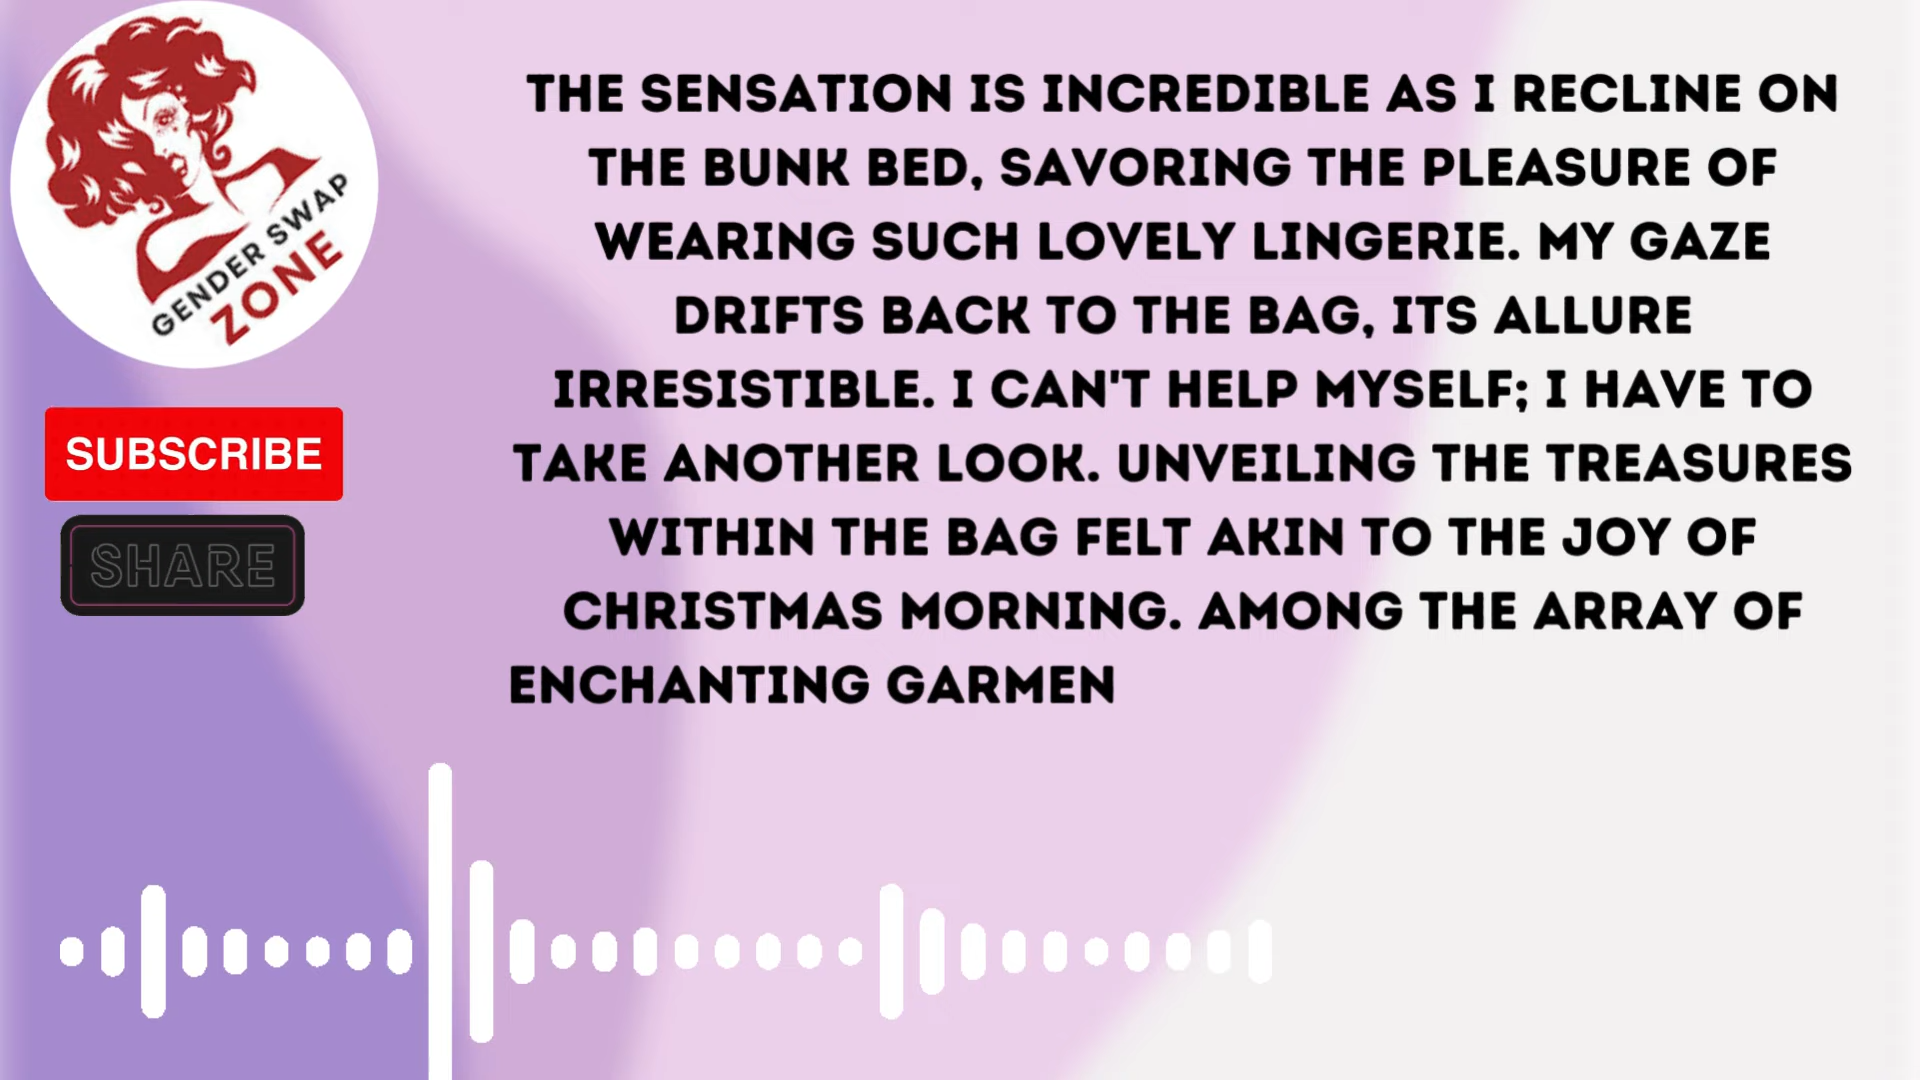 GENDER SWAP
ZONE
SUBSCRIBE
SHARE
THE SENSATION IS INCREDIBLE AS I RECLINE ON
THE BUNK BED, SAVORING THE PLEASURE OF
WEARING SUCH LOVELY LINGERIE. MY GAZE
DRIFTS BACK TO THE BAG, ITS ALLURE
IRRESISTIBLE. I CAN'T HELP MYSELF; I HAVE TO
TAKE ANOTHER LOOK. UNVEILING THE TREASURES
WITHIN THE BAG FELT AKIN TO THE JOY OF
CHRISTMAS MORNING. AMONG THE ARRAY OF
ENCHANTING GARMEN